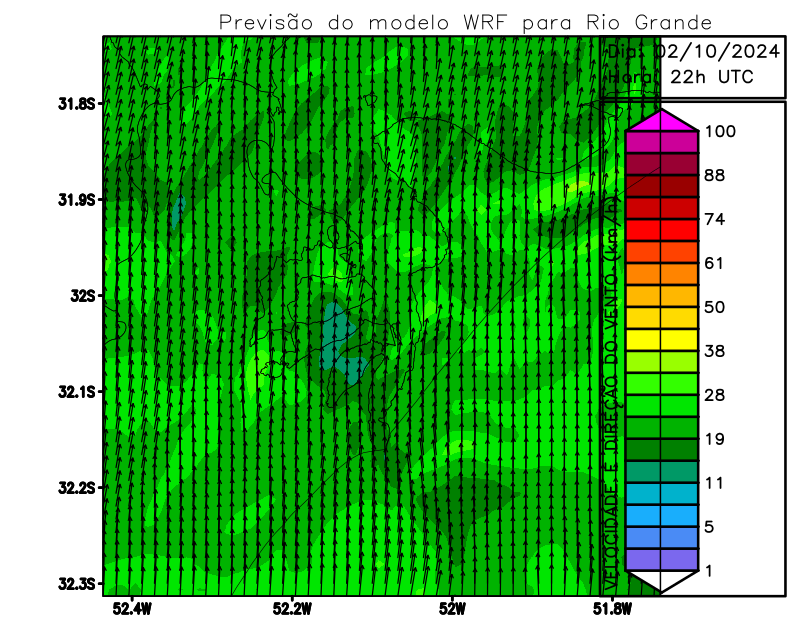 Previsão do modelo WRF para Rio Grande
Dia: 02/10/2024
Hora: 22h UTC
31.8S
31.9S
32S
32.1S
32.2S
32.3S
52.4W
52.2W
52W
51.8W
VELOCIDADE E DIREÇÃO DO VENTO (km/h)
100
88
74
61
50
38
28
19
11
5
1